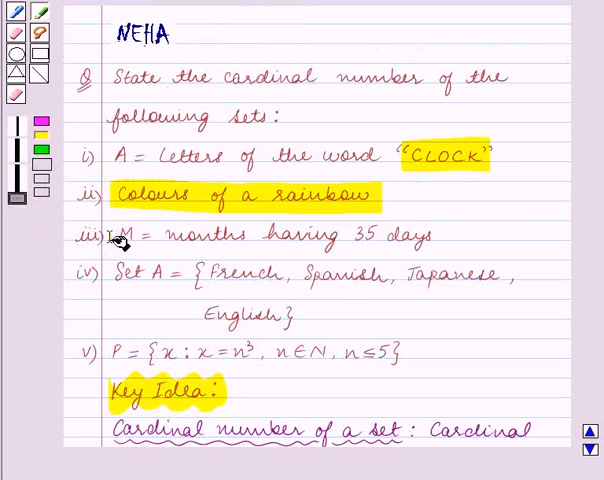 NEHA
Q State the cardinal number of the
following sets:
i) A = Letters of the word "CLOCK"
ii) Colours of a rainbow
iii) M = months having 35 days
iv) Set A = {French, Spanish, Japanese,
English}
v) P = {x : x = n³, n ∈ N, n ≤ 5}
Key Idea:
Cardinal number of a set : Cardinal